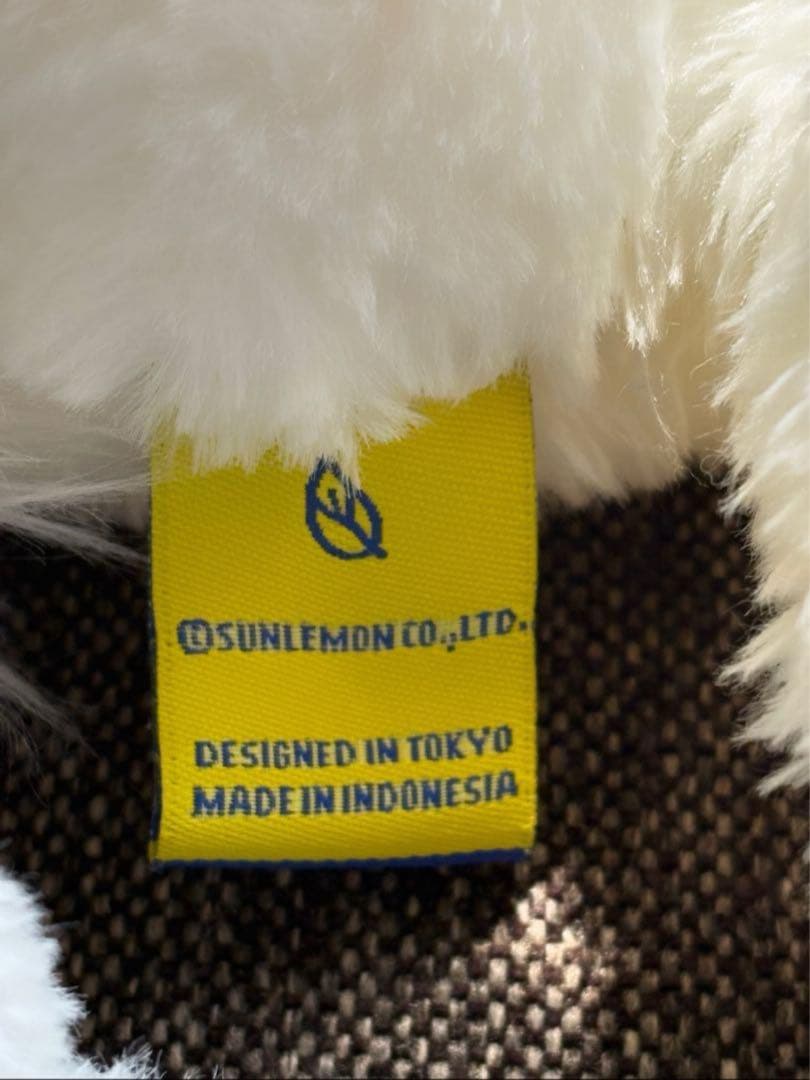 ©SUNLEMON CO.,LTD.
DESIGNED IN TOKYO
MADE IN INDONESIA